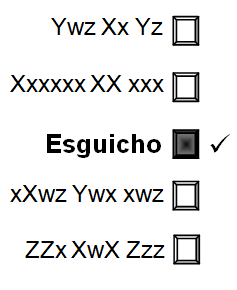 Ywz Xx Yz
Xxxxxx XX xxx
Esguicho ✓
xXwz Ywx xwz
ZZx XwX Zzz